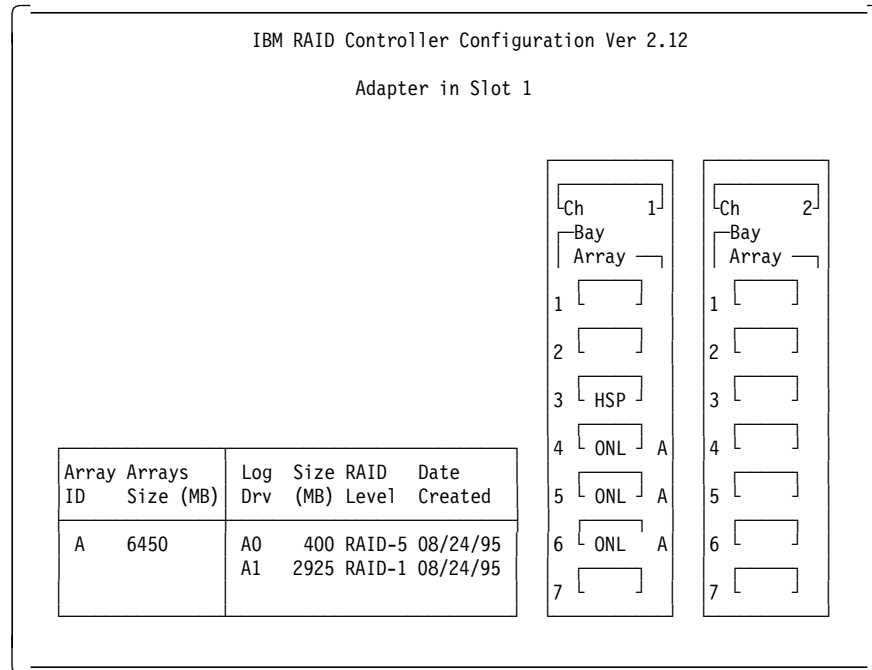 IBM RAID Controller Configuration Ver 2.12
Adapter in Slot 1
Ch 1
Bay
Array
1
2
3 HSP
4 ONL A
5 ONL A
6 ONL A
7
Ch 2
Bay
Array
1
2
3
4
5
6
7
Array Arrays Log Size RAID Date
ID Size (MB) Drv (MB) Level Created
A 6450 A0 400 RAID-5 08/24/95
A1 2925 RAID-1 08/24/95